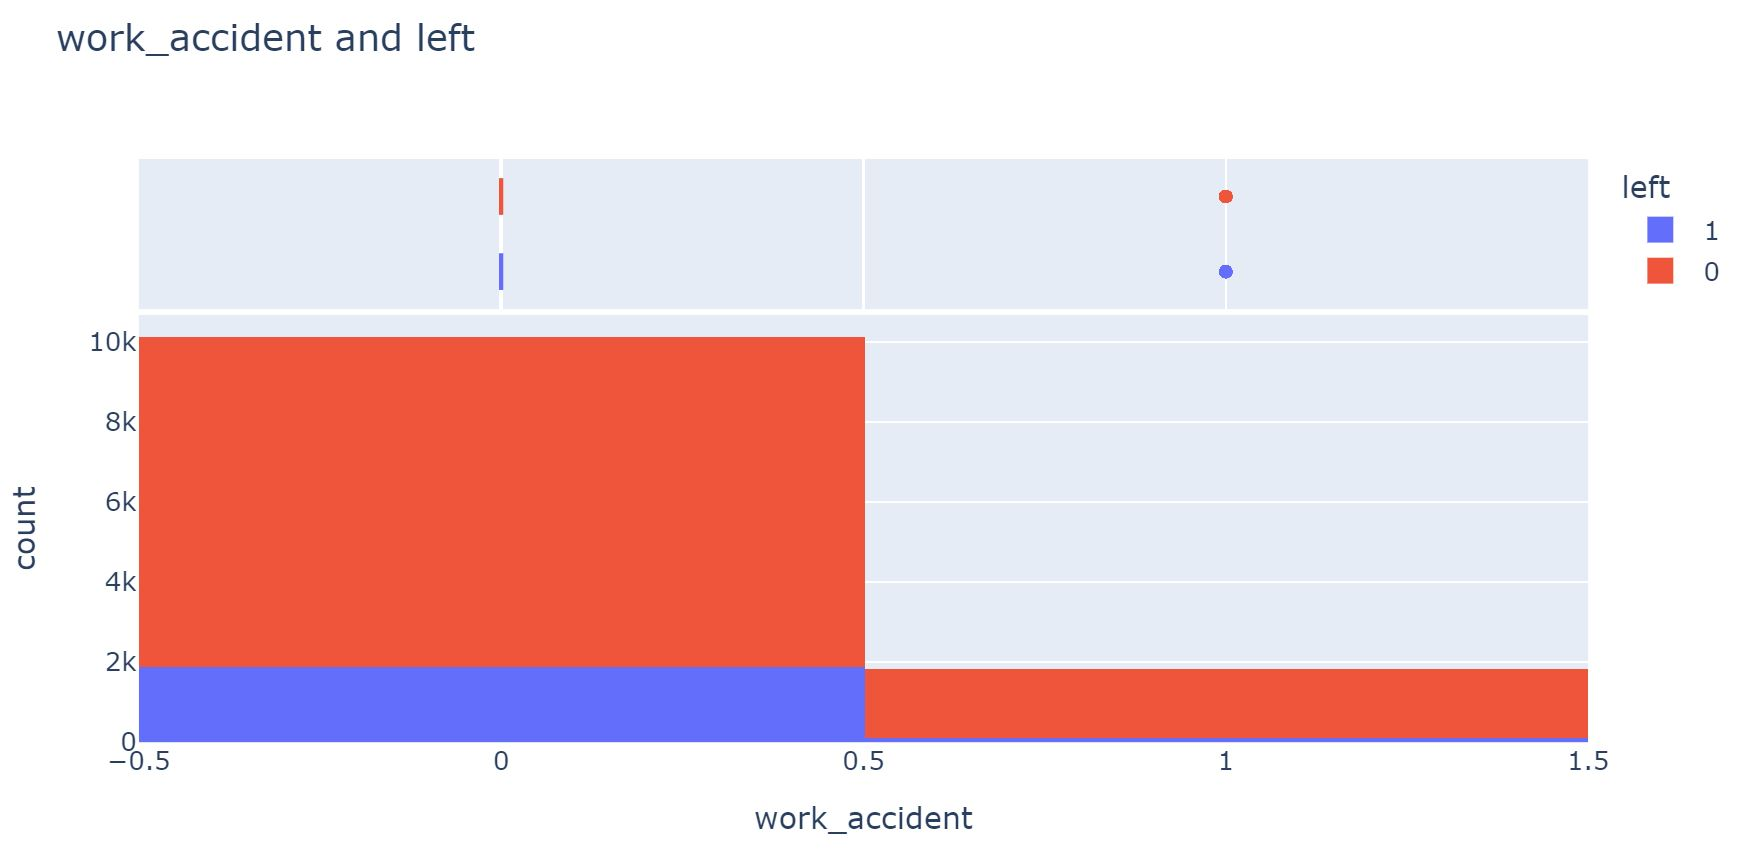 work_accident and left
left
1
0
10k
8k
6k
4k
2k
0
−0.5
0
0.5
1
1.5
count
work_accident